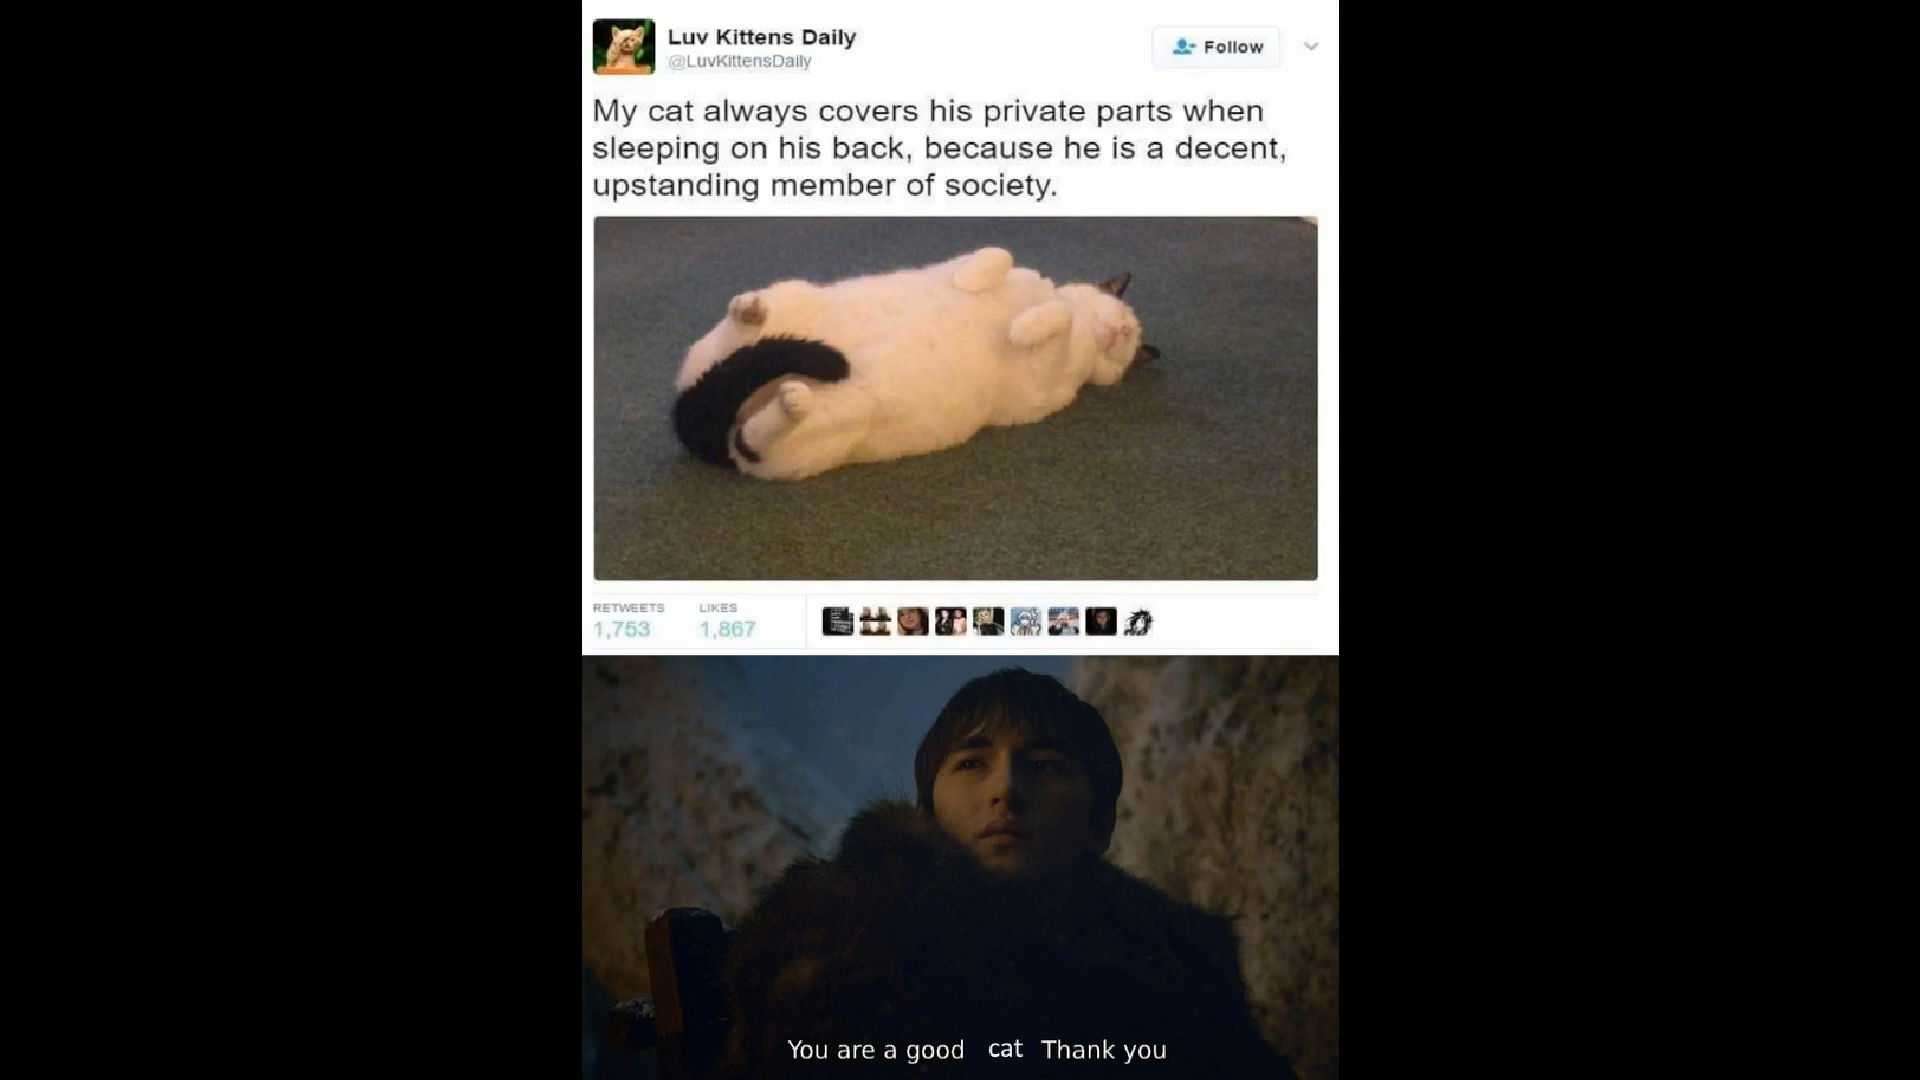 Luv Kittens Daily
@LuvKittensDaily
Follow
My cat always covers his private parts when
sleeping on his back, because he is a decent,
upstanding member of society.
RETWEETS LIKES
1,753 1,867
You are a good cat Thank you